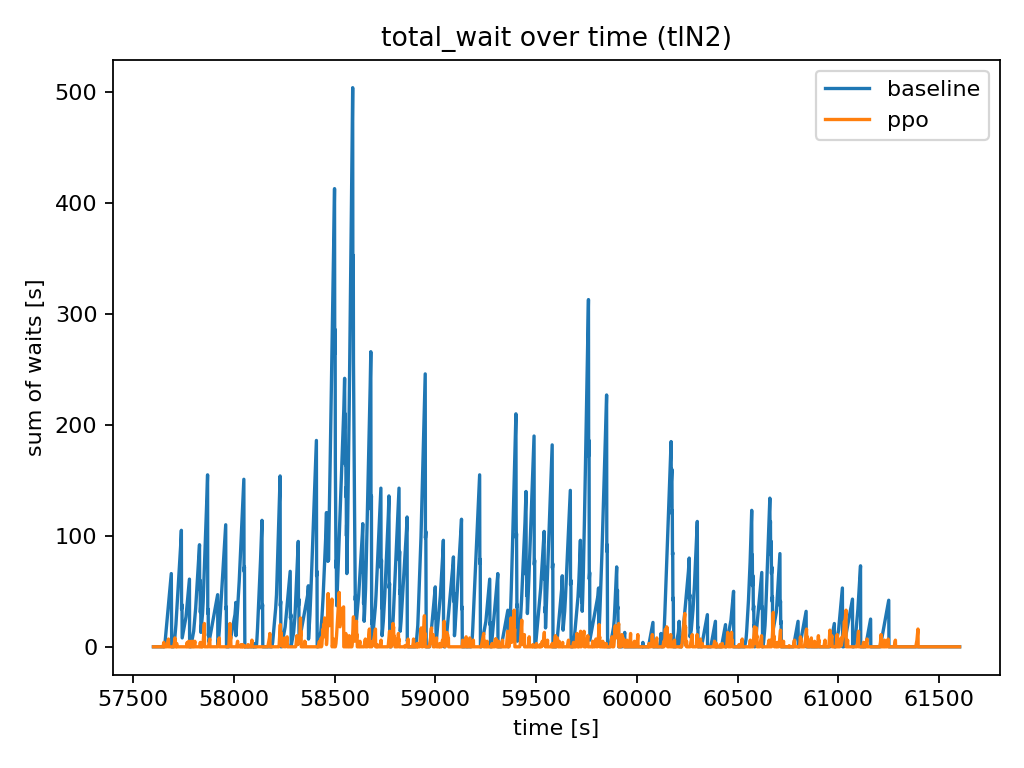 total_wait over time (tlN2)
baseline
ppo
sum of waits [s]
500
400
300
200
100
0
57500 58000 58500 59000 59500 60000 60500 61000 61500
time [s]